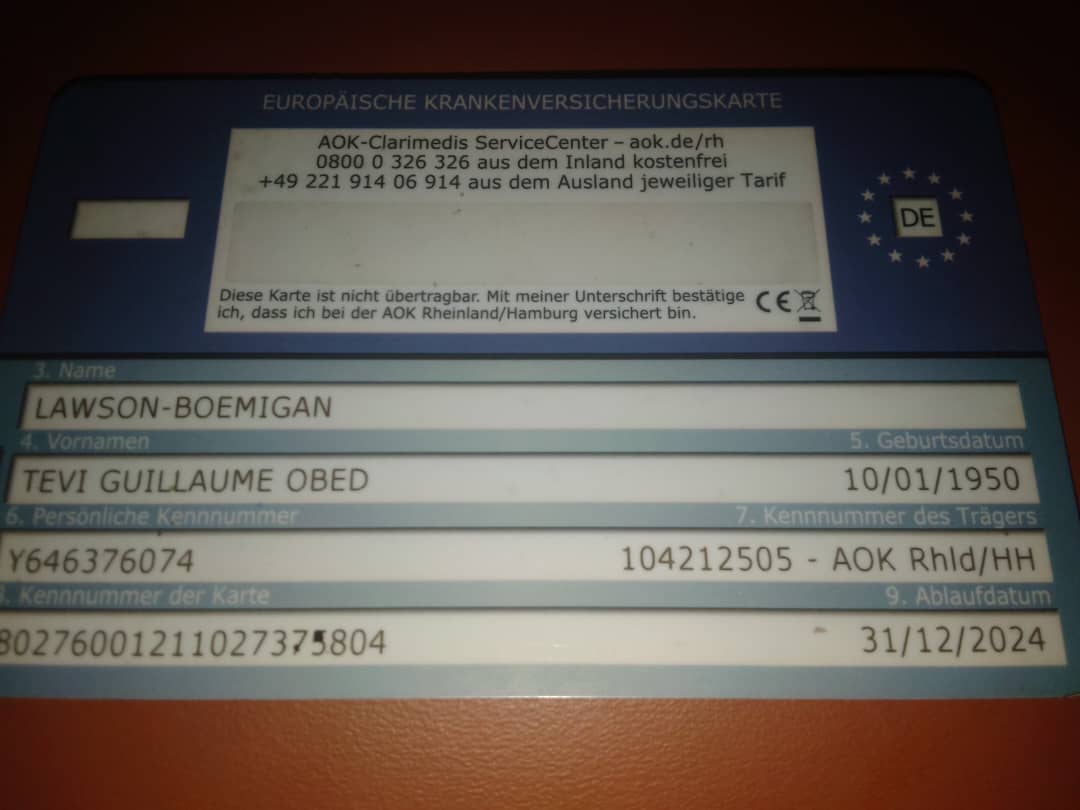 EUROPÄISCHE KRANKENVERSICHERUNGSKARTE
AOK-Clarimedis ServiceCenter – aok.de/rh
0800 0 326 326 aus dem Inland kostenfrei
+49 221 914 06 914 aus dem Ausland jeweiliger Tarif
DE
Diese Karte ist nicht übertragbar. Mit meiner Unterschrift bestätige
ich, dass ich bei der AOK Rheinland/Hamburg versichert bin.
CE
3. Name
LAWSON-BOEMIGAN
4. Vornamen 5. Geburtsdatum
TEVI GUILLAUME OBED 10/01/1950
6. Persönliche Kennnummer 7. Kennnummer des Trägers
Y646376074 104212505 - AOK Rhld/HH
8. Kennnummer der Karte 9. Ablaufdatum
31/12/2024